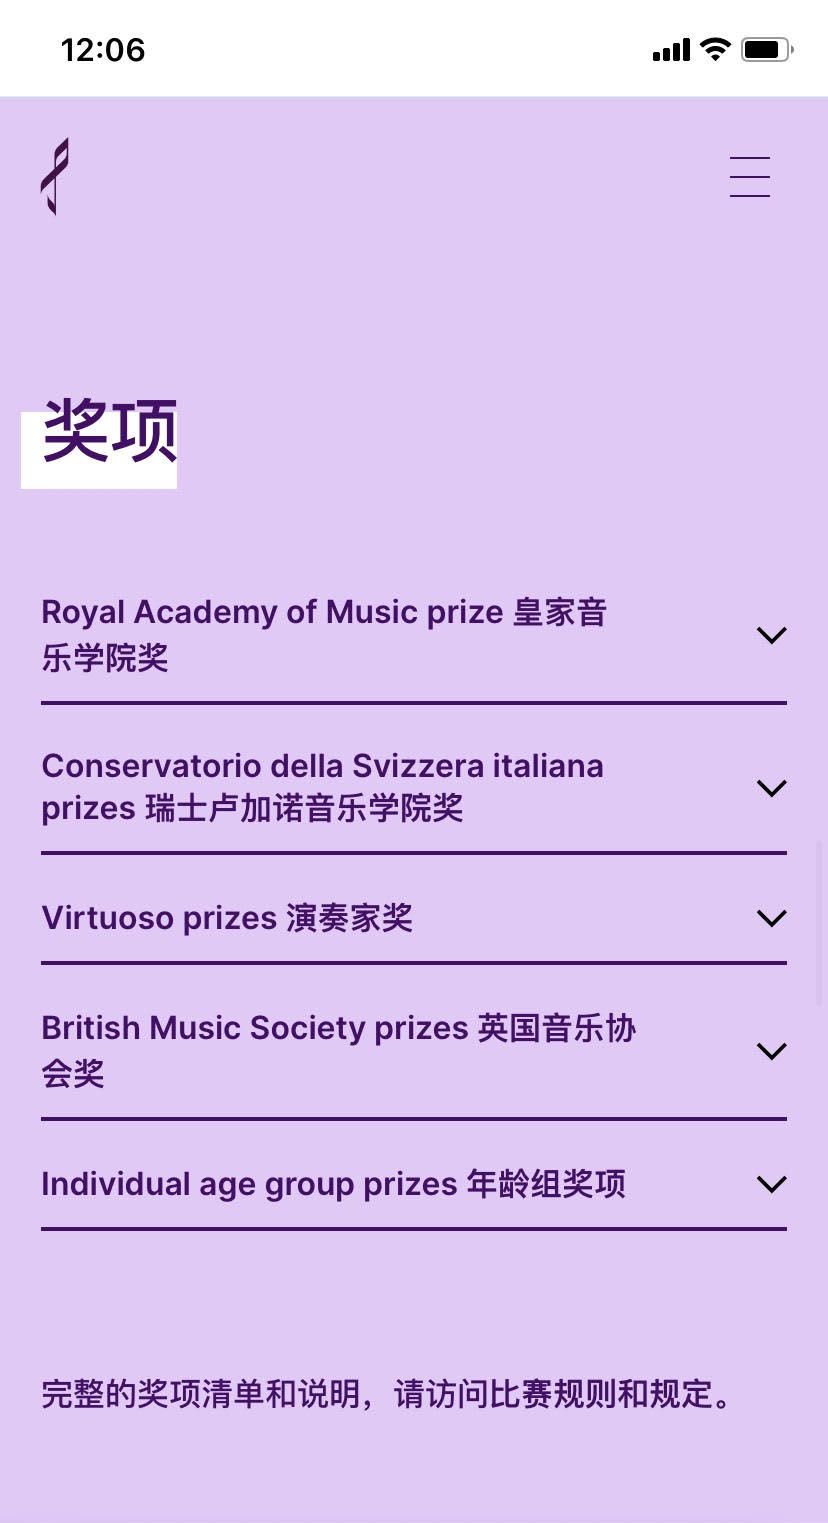 12:06
奖项
Royal Academy of Music prize 皇家音
乐学院奖
Conservatorio della Svizzera italiana
prizes 瑞士卢加诺音乐学院奖
Virtuoso prizes 演奏家奖
British Music Society prizes 英国音乐协
会奖
Individual age group prizes 年龄组奖项
完整的奖项清单和说明，请访问比赛规则和规定。